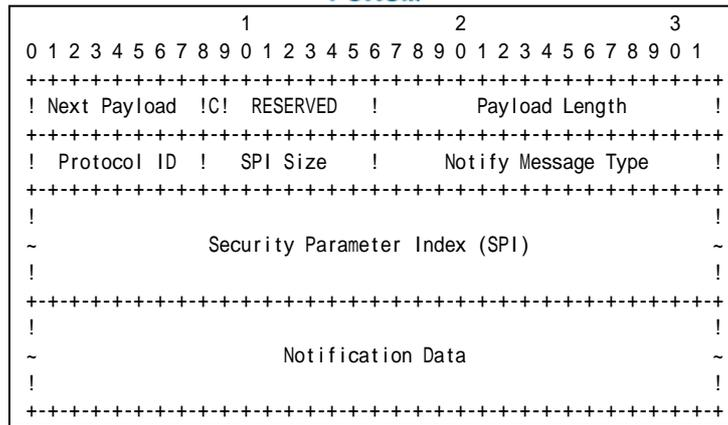 1                   2                   3
0 1 2 3 4 5 6 7 8 9 0 1 2 3 4 5 6 7 8 9 0 1 2 3 4 5 6 7 8 9 0 1
+-+-+-+-+-+-+-+-+-+-+-+-+-+-+-+-+-+-+-+-+-+-+-+-+-+-+-+-+-+-+-+-+
! Next Payload !C! RESERVED ! Payload Length !
+-+-+-+-+-+-+-+-+-+-+-+-+-+-+-+-+-+-+-+-+-+-+-+-+-+-+-+-+-+-+-+-+
! Protocol ID ! SPI Size ! Notify Message Type !
+-+-+-+-+-+-+-+-+-+-+-+-+-+-+-+-+-+-+-+-+-+-+-+-+-+-+-+-+-+-+-+-+
! !
~ Security Parameter Index (SPI) ~
! !
+-+-+-+-+-+-+-+-+-+-+-+-+-+-+-+-+-+-+-+-+-+-+-+-+-+-+-+-+-+-+-+-+
! !
~ Notification Data ~
! !
+-+-+-+-+-+-+-+-+-+-+-+-+-+-+-+-+-+-+-+-+-+-+-+-+-+-+-+-+-+-+-+-+